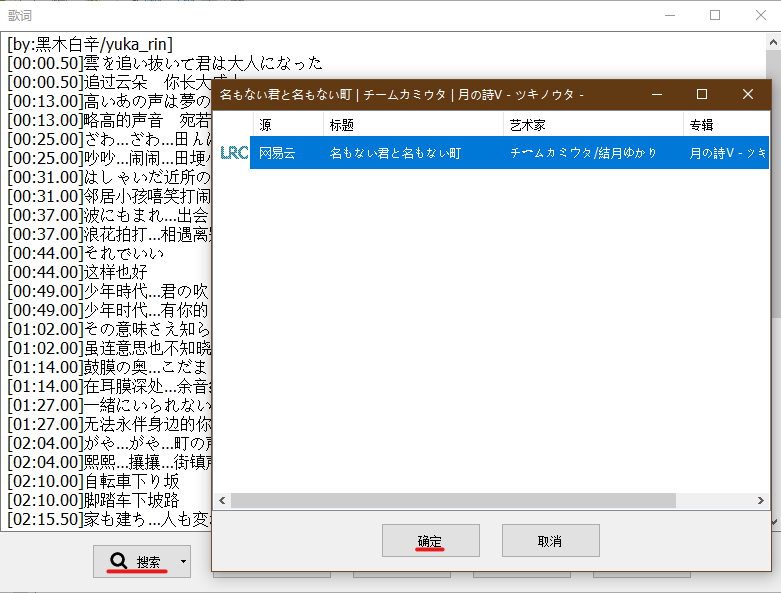 歌词
[by:黑木白辛/yuka_rin]
[00:00.50]雲を追い抜いて君は大人になった
[00:00.50]追过云朵　你长大
[00:13.00]高いあの声は夢の
[00:13.00]略高的声音　宛若
[00:25.00]ざわ...ざわ...田んぼ
[00:25.00]吵吵...闹闹...田埂
[00:31.00]はしゃいだ近所の
[00:31.00]邻居小孩嘻笑打闹
[00:37.00]波にもまれ...出会
[00:37.00]浪花拍打...相遇离
[00:44.00]それでいい
[00:44.00]这样也好
[00:49.00]少年時代...君の吹
[00:49.00]少年时代...有你的
[01:02.00]その意味さえ知ら
[01:02.00]虽连意思也不知晓
[01:14.00]鼓膜の奥...こだま
[01:14.00]在耳膜深处...余音
[01:27.00]一緒にいられない
[01:27.00]无法永伴身边的你
[02:04.00]がや...がや...町の
[02:04.00]熙熙...攘攘...街镇
[02:10.00]自転車下り坂
[02:10.00]脚踏车下坡路
[02:15.50]家も建ち...人も変
搜索
名もない君と名もない町 | チームカミウタ | 月の詩V - ツキノウタ -
源 标题 艺术家 专辑
LRC 网易云 名もない君と名もない町 チームカミウタ/結月ゆかり 月の詩V - ツキ
确定 取消